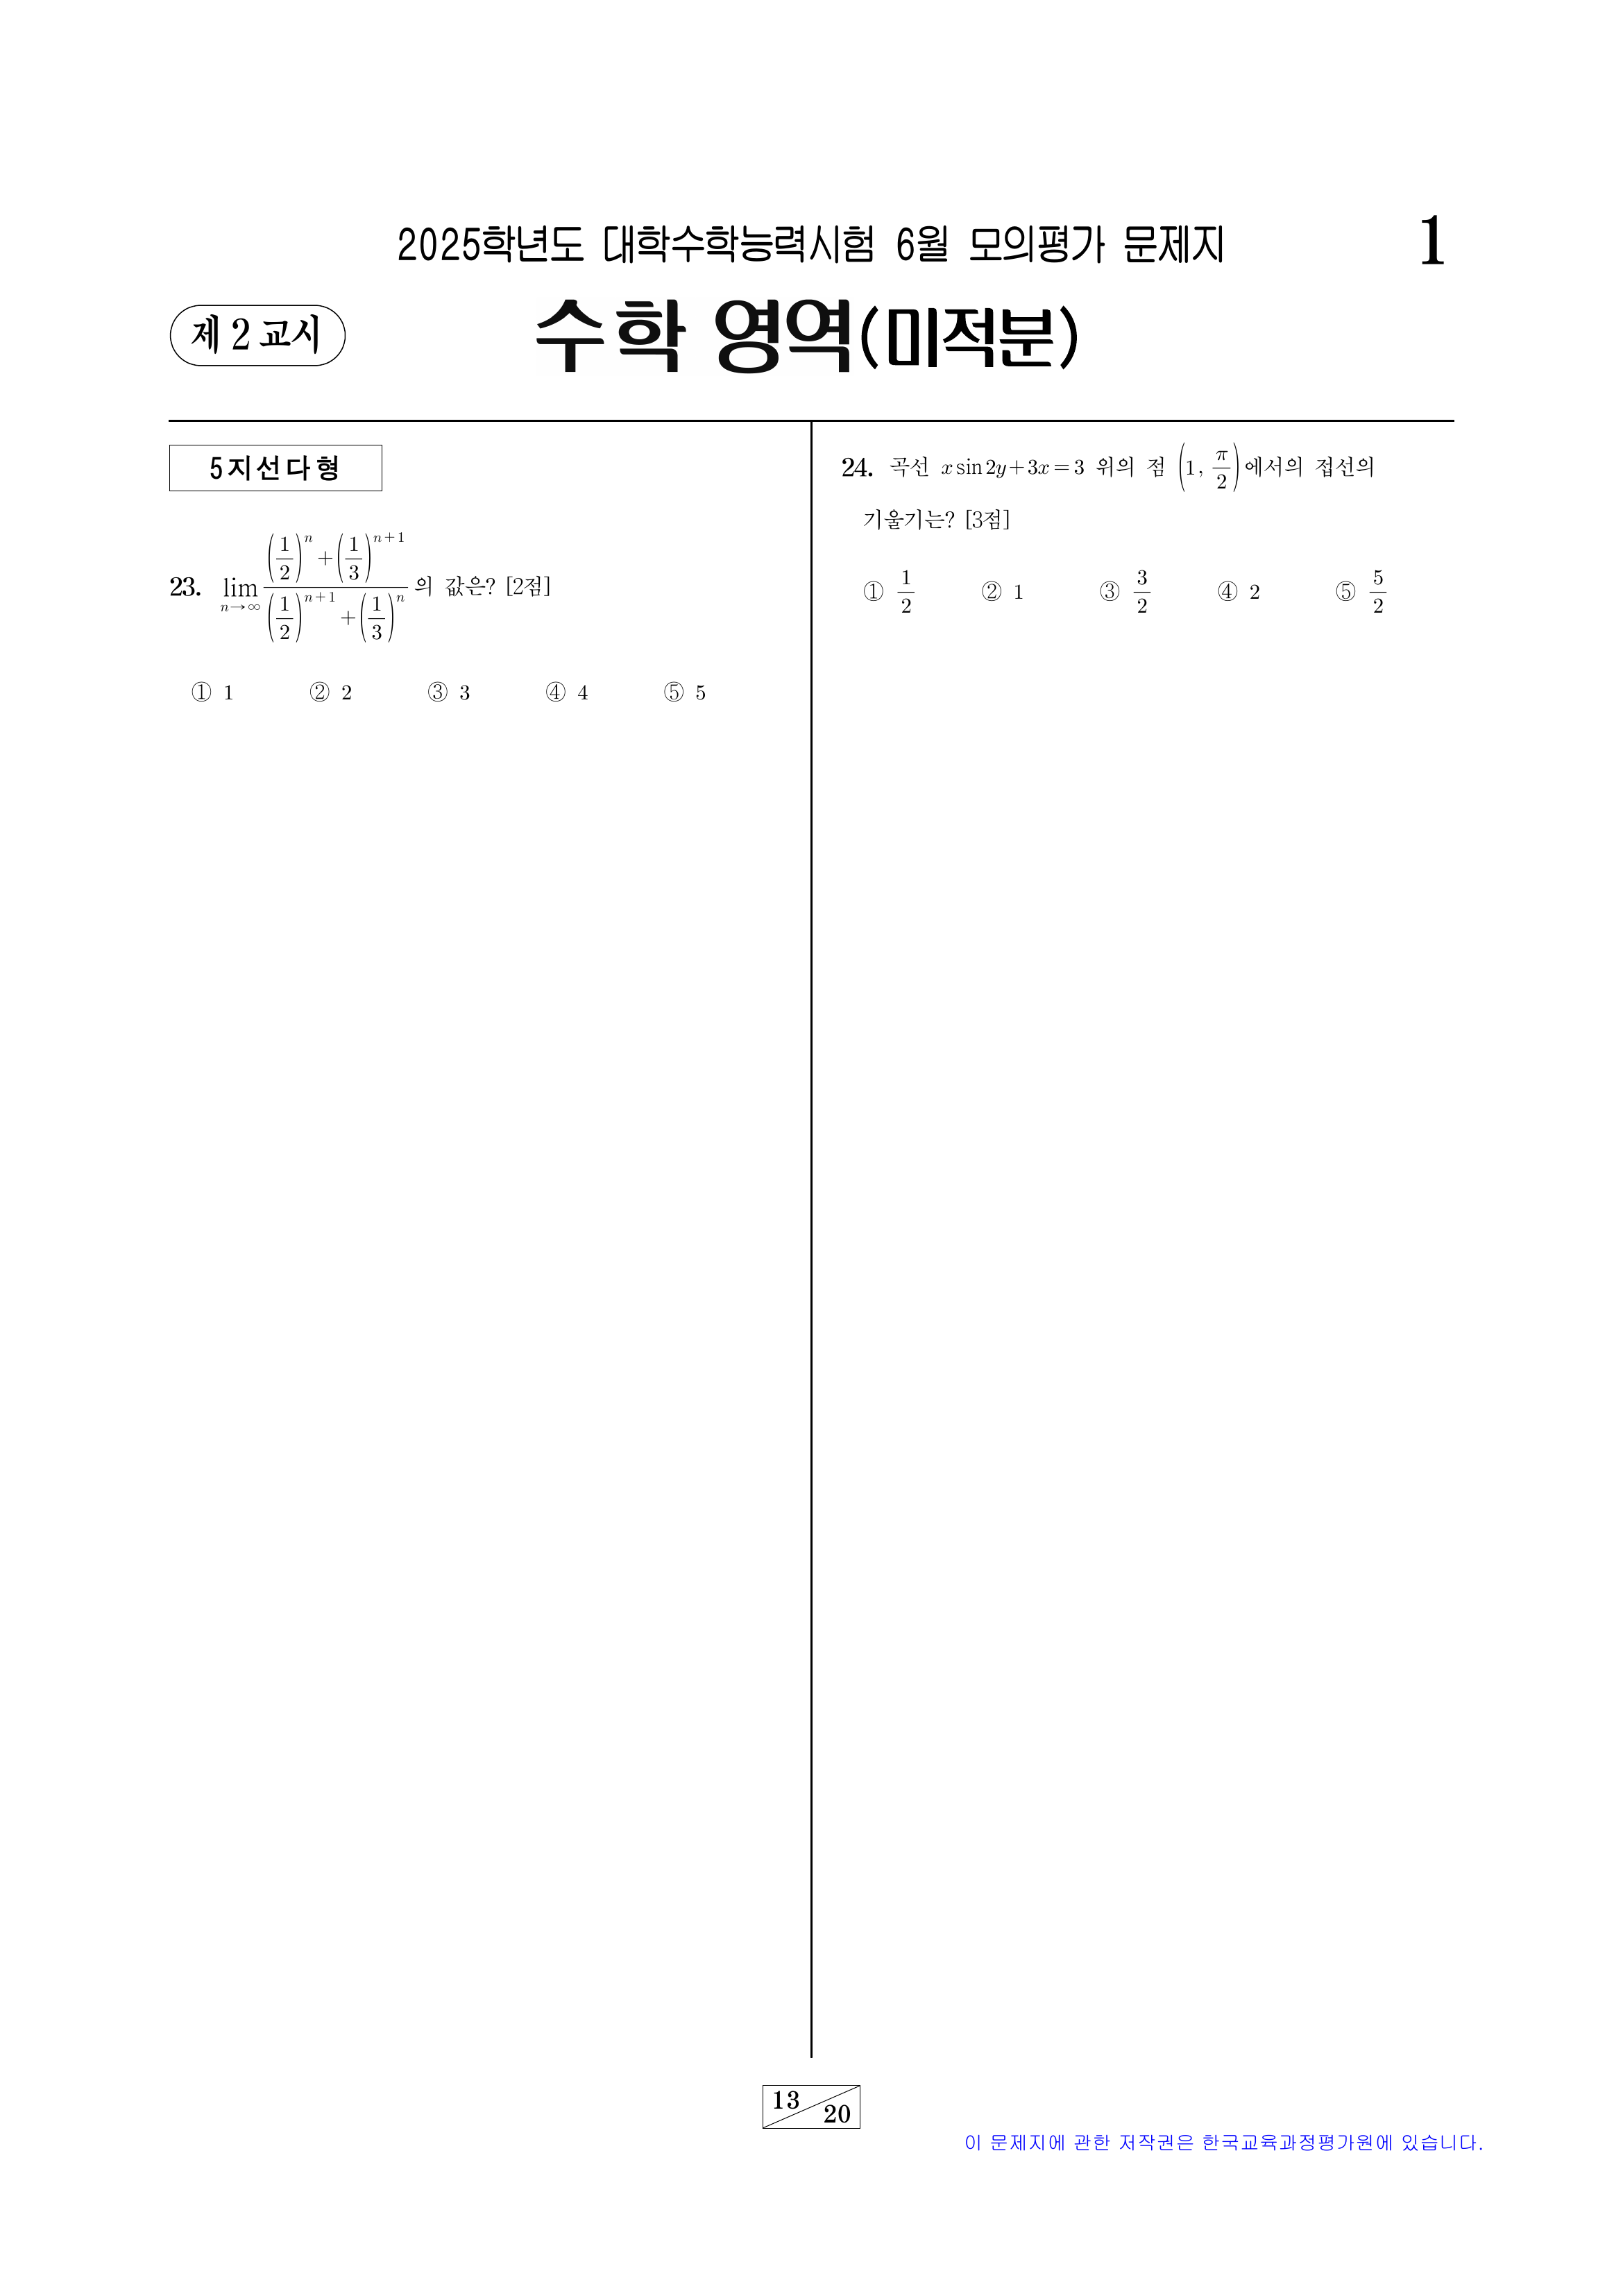 2025학년도 대학수학능력시험 6월 모의평가 문제지
1
제 2 교시
수학 영역(미적분)
5지선다형
23. $\lim_{n \to \infty} \frac{\left(\frac{1}{2}\right)^{n} + \left(\frac{1}{3}\right)^{n+1}}{\left(\frac{1}{2}\right)^{n+1} + \left(\frac{1}{3}\right)^{n}}$ 의 값은? [2점]
① 1 ② 2 ③ 3 ④ 4 ⑤ 5
24. 곡선 $x \sin 2y + 3x = 3$ 위의 점 $\left(1, \frac{\pi}{2}\right)$에서의 접선의
기울기는? [3점]
① $\frac{1}{2}$ ② 1 ③ $\frac{3}{2}$ ④ 2 ⑤ $\frac{5}{2}$
13 20
이 문제지에 관한 저작권은 한국교육과정평가원에 있습니다.